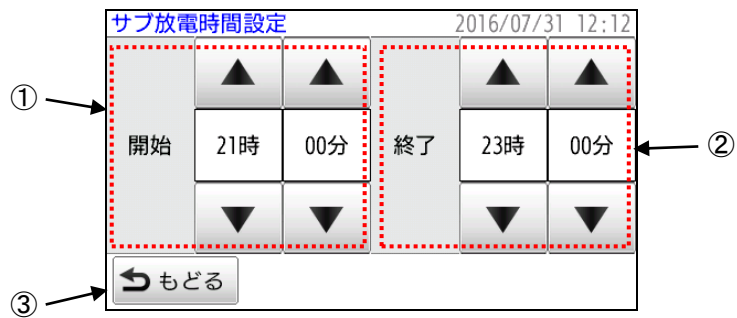 サブ放電時間設定 2016/07/31 12:12
①
開始 21時 00分 終了 23時 00分
②
もどる
③